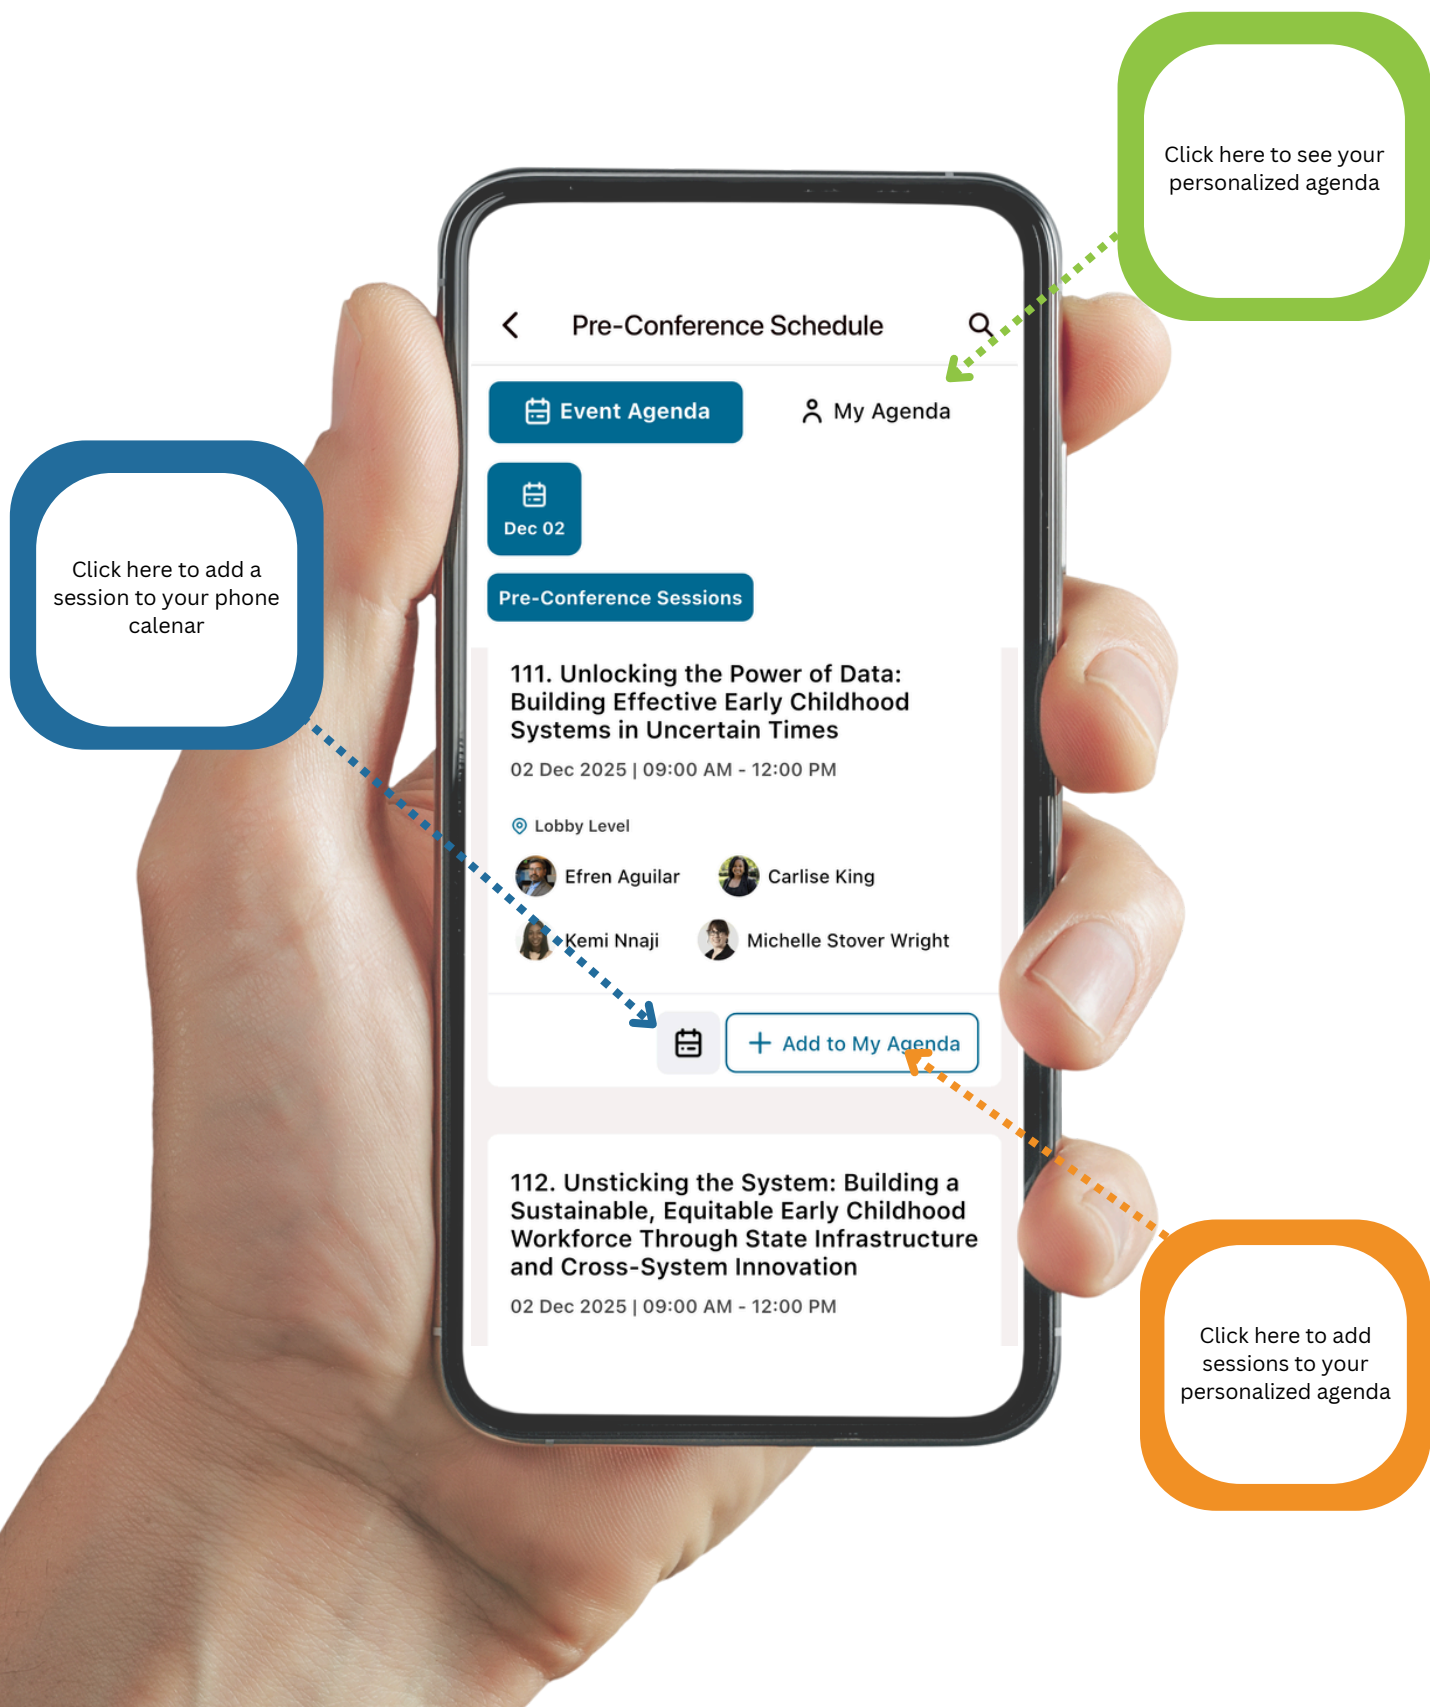 Click here to see your
personalized agenda
Pre-Conference Schedule
Event Agenda
My Agenda
Dec 02
Pre-Conference Sessions
Click here to add a
session to your phone
calenar
111. Unlocking the Power of Data:
Building Effective Early Childhood
Systems in Uncertain Times
02 Dec 2025 | 09:00 AM - 12:00 PM
Lobby Level
Efren Aguilar
Carlise King
Kemi Nnaji
Michelle Stover Wright
+ Add to My Agenda
112. Unsticking the System: Building a
Sustainable, Equitable Early Childhood
Workforce Through State Infrastructure
and Cross-System Innovation
02 Dec 2025 | 09:00 AM - 12:00 PM
Click here to add
sessions to your
personalized agenda